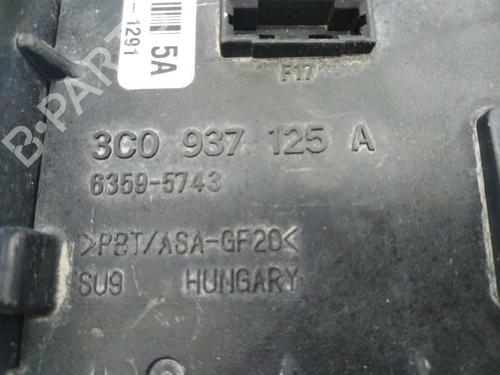 1291
5A
F17
B-PARTS
3C0 937 125 A
6359-5743
>PBT/ASA-GF20<
SU9 HUNGARY